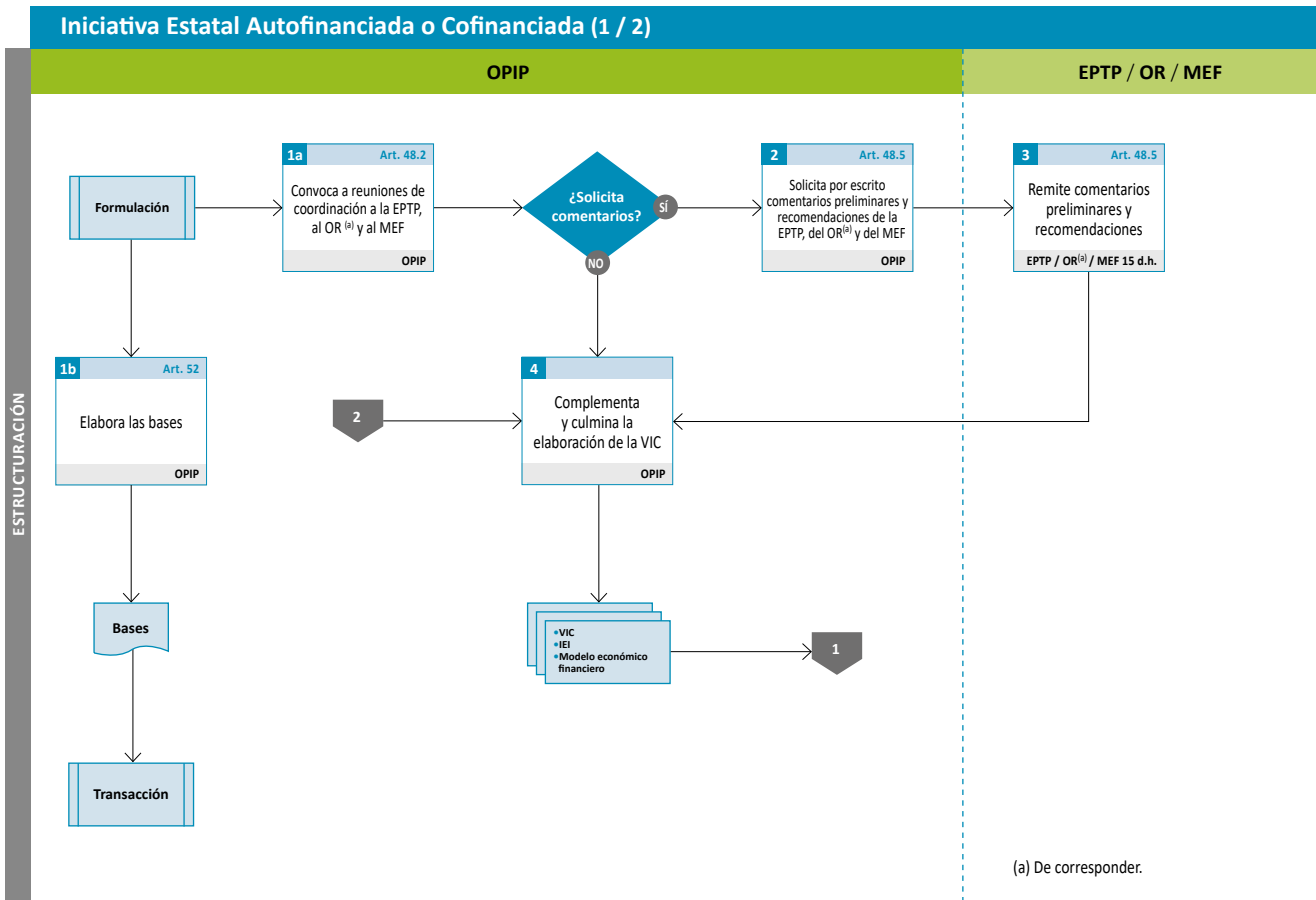 Iniciativa Estatal Autofinanciada o Cofinanciada (1 / 2)
OPIP
EPTP / OR / MEF
ESTRUCTURACIÓN
Formulación
1a
Art. 48.2
Convoca a reuniones de
coordinación a la EPTP,
al OR (a) y al MEF
OPIP
¿Solicita
comentarios?
SÍ
NO
2
Art. 48.5
Solicita por escrito
comentarios preliminares y
recomendaciones de la
EPTP, del OR(a) y del MEF
OPIP
3
Art. 48.5
Remite comentarios
preliminares y
recomendaciones
EPTP / OR(a) / MEF 15 d.h.
1b
Art. 52
Elabora las bases
OPIP
2
4
Complementa
y culmina la
elaboración de la VIC
OPIP
Bases
•VIC
•IEI
•Modelo económico
financiero
1
Transacción
(a) De corresponder.